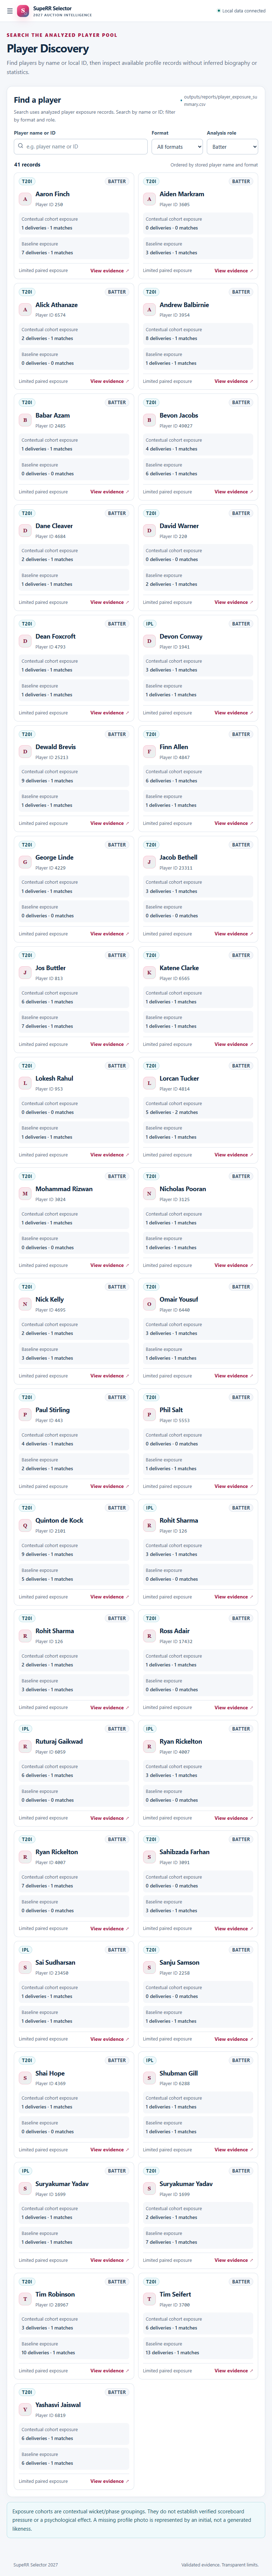 ☰ S SupeRR Selector
2027 AUCTION INTELLIGENCE
Local data connected
SEARCH THE ANALYZED PLAYER POOL
Player Discovery
Find players by name or local ID, then inspect available profile records without inferred biography or
statistics.
Find a player
Search uses analyzed player exposure records. Search by name or ID; filter
by format and role.
outputs/reports/player_exposure_su
mmary.csv
Player name or ID
Format
Analysis role
e.g. player name or ID
All formats
Batter
41 records
Ordered by stored player name and format
T20I BATTER
A Aaron Finch
Player ID 250
Contextual cohort exposure
1 deliveries · 1 matches
Baseline exposure
7 deliveries · 1 matches
Limited paired exposure View evidence ↗
T20I BATTER
A Aiden Markram
Player ID 3005
Contextual cohort exposure
0 deliveries · 0 matches
Baseline exposure
3 deliveries · 1 matches
Limited paired exposure View evidence ↗
T20I BATTER
A Alick Athanaze
Player ID 6574
Contextual cohort exposure
2 deliveries · 1 matches
Baseline exposure
0 deliveries · 0 matches
Limited paired exposure View evidence ↗
T20I BATTER
A Andrew Balbirnie
Player ID 3954
Contextual cohort exposure
8 deliveries · 1 matches
Baseline exposure
1 deliveries · 1 matches
Limited paired exposure View evidence ↗
T20I BATTER
B Babar Azam
Player ID 2405
Contextual cohort exposure
1 deliveries · 1 matches
Baseline exposure
0 deliveries · 0 matches
Limited paired exposure View evidence ↗
T20I BATTER
B Bevon Jacobs
Player ID 49027
Contextual cohort exposure
4 deliveries · 1 matches
Baseline exposure
6 deliveries · 1 matches
Limited paired exposure View evidence ↗
T20I BATTER
D Dane Cleaver
Player ID 4604
Contextual cohort exposure
2 deliveries · 1 matches
Baseline exposure
1 deliveries · 1 matches
Limited paired exposure View evidence ↗
T20I BATTER
D David Warner
Player ID 220
Contextual cohort exposure
0 deliveries · 0 matches
Baseline exposure
2 deliveries · 1 matches
Limited paired exposure View evidence ↗
T20I BATTER
D Dean Foxcroft
Player ID 4793
Contextual cohort exposure
1 deliveries · 1 matches
Baseline exposure
1 deliveries · 1 matches
Limited paired exposure View evidence ↗
IPL BATTER
D Devon Conway
Player ID 1941
Contextual cohort exposure
3 deliveries · 1 matches
Baseline exposure
1 deliveries · 1 matches
Limited paired exposure View evidence ↗
T20I BATTER
D Dewald Brevis
Player ID 25213
Contextual cohort exposure
9 deliveries · 1 matches
Baseline exposure
1 deliveries · 1 matches
Limited paired exposure View evidence ↗
T20I BATTER
F Finn Allen
Player ID 4847
Contextual cohort exposure
6 deliveries · 1 matches
Baseline exposure
1 deliveries · 1 matches
Limited paired exposure View evidence ↗
T20I BATTER
G George Linde
Player ID 4229
Contextual cohort exposure
1 deliveries · 1 matches
Baseline exposure
0 deliveries · 0 matches
Limited paired exposure View evidence ↗
T20I BATTER
J Jacob Bethell
Player ID 23311
Contextual cohort exposure
3 deliveries · 1 matches
Baseline exposure
0 deliveries · 0 matches
Limited paired exposure View evidence ↗
T20I BATTER
J Jos Buttler
Player ID 813
Contextual cohort exposure
6 deliveries · 1 matches
Baseline exposure
7 deliveries · 1 matches
Limited paired exposure View evidence ↗
T20I BATTER
K Katene Clarke
Player ID 6565
Contextual cohort exposure
1 deliveries · 1 matches
Baseline exposure
1 deliveries · 1 matches
Limited paired exposure View evidence ↗
T20I BATTER
L Lokesh Rahul
Player ID 953
Contextual cohort exposure
0 deliveries · 0 matches
Baseline exposure
1 deliveries · 1 matches
Limited paired exposure View evidence ↗
T20I BATTER
L Lorcan Tucker
Player ID 4014
Contextual cohort exposure
5 deliveries · 2 matches
Baseline exposure
1 deliveries · 1 matches
Limited paired exposure View evidence ↗
T20I BATTER
M Mohammad Rizwan
Player ID 3024
Contextual cohort exposure
1 deliveries · 1 matches
Baseline exposure
0 deliveries · 0 matches
Limited paired exposure View evidence ↗
T20I BATTER
N Nicholas Pooran
Player ID 3125
Contextual cohort exposure
1 deliveries · 1 matches
Baseline exposure
1 deliveries · 1 matches
Limited paired exposure View evidence ↗
T20I BATTER
N Nick Kelly
Player ID 4695
Contextual cohort exposure
2 deliveries · 1 matches
Baseline exposure
3 deliveries · 1 matches
Limited paired exposure View evidence ↗
T20I BATTER
O Omair Yousuf
Player ID 6440
Contextual cohort exposure
3 deliveries · 1 matches
Baseline exposure
1 deliveries · 1 matches
Limited paired exposure View evidence ↗
T20I BATTER
P Paul Stirling
Player ID 443
Contextual cohort exposure
4 deliveries · 1 matches
Baseline exposure
2 deliveries · 1 matches
Limited paired exposure View evidence ↗
T20I BATTER
P Phil Salt
Player ID 5553
Contextual cohort exposure
0 deliveries · 0 matches
Baseline exposure
1 deliveries · 1 matches
Limited paired exposure View evidence ↗
T20I BATTER
Q Quinton de Kock
Player ID 2101
Contextual cohort exposure
9 deliveries · 1 matches
Baseline exposure
5 deliveries · 1 matches
Limited paired exposure View evidence ↗
IPL BATTER
R Rohit Sharma
Player ID 126
Contextual cohort exposure
3 deliveries · 1 matches
Baseline exposure
0 deliveries · 0 matches
Limited paired exposure View evidence ↗
T20I BATTER
R Rohit Sharma
Player ID 126
Contextual cohort exposure
2 deliveries · 1 matches
Baseline exposure
3 deliveries · 1 matches
Limited paired exposure View evidence ↗
T20I BATTER
R Ross Adair
Player ID 17432
Contextual cohort exposure
1 deliveries · 1 matches
Baseline exposure
0 deliveries · 0 matches
Limited paired exposure View evidence ↗
IPL BATTER
R Ruturaj Gaikwad
Player ID 6059
Contextual cohort exposure
6 deliveries · 1 matches
Baseline exposure
0 deliveries · 0 matches
Limited paired exposure View evidence ↗
IPL BATTER
R Ryan Rickelton
Player ID 4007
Contextual cohort exposure
3 deliveries · 1 matches
Baseline exposure
0 deliveries · 0 matches
Limited paired exposure View evidence ↗
T20I BATTER
R Ryan Rickelton
Player ID 4007
Contextual cohort exposure
7 deliveries · 1 matches
Baseline exposure
0 deliveries · 0 matches
Limited paired exposure View evidence ↗
T20I BATTER
S Sahibzada Farhan
Player ID 3091
Contextual cohort exposure
0 deliveries · 0 matches
Baseline exposure
3 deliveries · 1 matches
Limited paired exposure View evidence ↗
IPL BATTER
S Sai Sudharsan
Player ID 23450
Contextual cohort exposure
1 deliveries · 1 matches
Baseline exposure
1 deliveries · 1 matches
Limited paired exposure View evidence ↗
T20I BATTER
S Sanju Samson
Player ID 2258
Contextual cohort exposure
0 deliveries · 0 matches
Baseline exposure
1 deliveries · 1 matches
Limited paired exposure View evidence ↗
T20I BATTER
S Shai Hope
Player ID 4369
Contextual cohort exposure
1 deliveries · 1 matches
Baseline exposure
0 deliveries · 0 matches
Limited paired exposure View evidence ↗
IPL BATTER
S Shubman Gill
Player ID 6208
Contextual cohort exposure
1 deliveries · 1 matches
Baseline exposure
1 deliveries · 1 matches
Limited paired exposure View evidence ↗
IPL BATTER
S Suryakumar Yadav
Player ID 1699
Contextual cohort exposure
1 deliveries · 1 matches
Baseline exposure
1 deliveries · 1 matches
Limited paired exposure View evidence ↗
T20I BATTER
S Suryakumar Yadav
Player ID 1699
Contextual cohort exposure
2 deliveries · 1 matches
Baseline exposure
7 deliveries · 1 matches
Limited paired exposure View evidence ↗
T20I BATTER
T Tim Robinson
Player ID 28967
Contextual cohort exposure
3 deliveries · 1 matches
Baseline exposure
10 deliveries · 1 matches
Limited paired exposure View evidence ↗
T20I BATTER
T Tim Seifert
Player ID 3700
Contextual cohort exposure
6 deliveries · 1 matches
Baseline exposure
13 deliveries · 1 matches
Limited paired exposure View evidence ↗
T20I BATTER
Y Yashasvi Jaiswal
Player ID 6819
Contextual cohort exposure
6 deliveries · 1 matches
Baseline exposure
6 deliveries · 1 matches
Limited paired exposure View evidence ↗
Exposure cohorts are contextual wicket/phase groupings. They do not establish verified scoreboard
pressure or a psychological effect. A missing profile photo is represented by an initial, not a generated
likeness.
SupeRR Selector 2027
Validated evidence. Transparent limits.